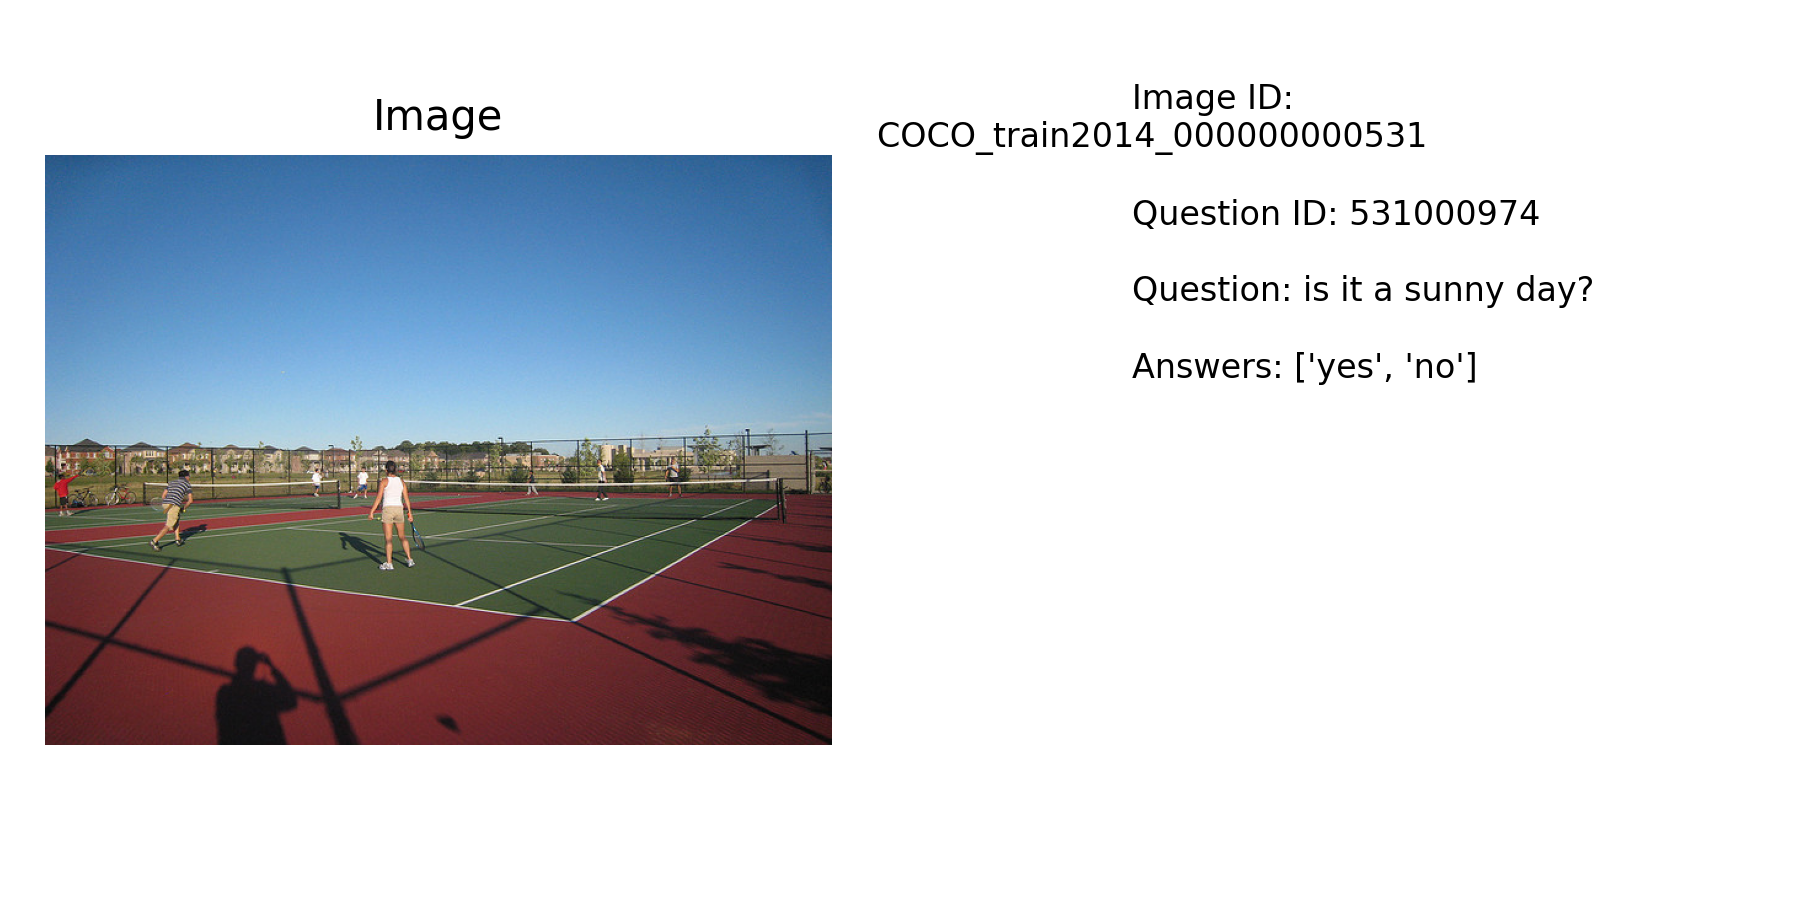 Image
Image ID:
COCO_train2014_000000000531
Question ID: 531000974
Question: is it a sunny day?
Answers: ['yes', 'no']